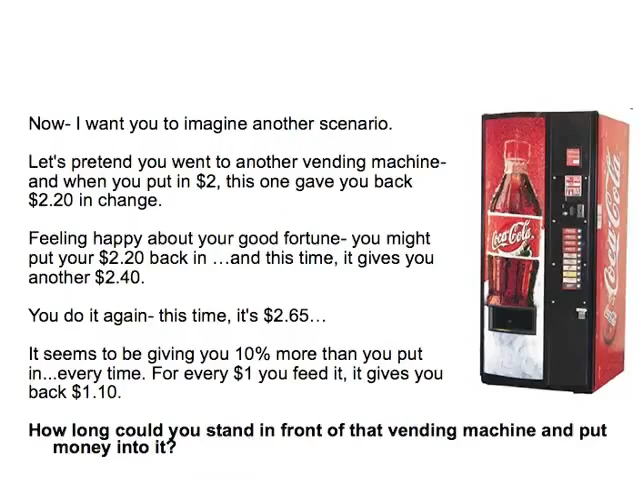 Now- I want you to imagine another scenario.
Let's pretend you went to another vending machine-
and when you put in $2, this one gave you back
$2.20 in change.
Feeling happy about your good fortune- you might
put your $2.20 back in …and this time, it gives you
another $2.40.
You do it again- this time, it's $2.65…
It seems to be giving you 10% more than you put
in...every time. For every $1 you feed it, it gives you
back $1.10.
How long could you stand in front of that vending machine and put
money into it?
Coca-Cola
Coca-Cola